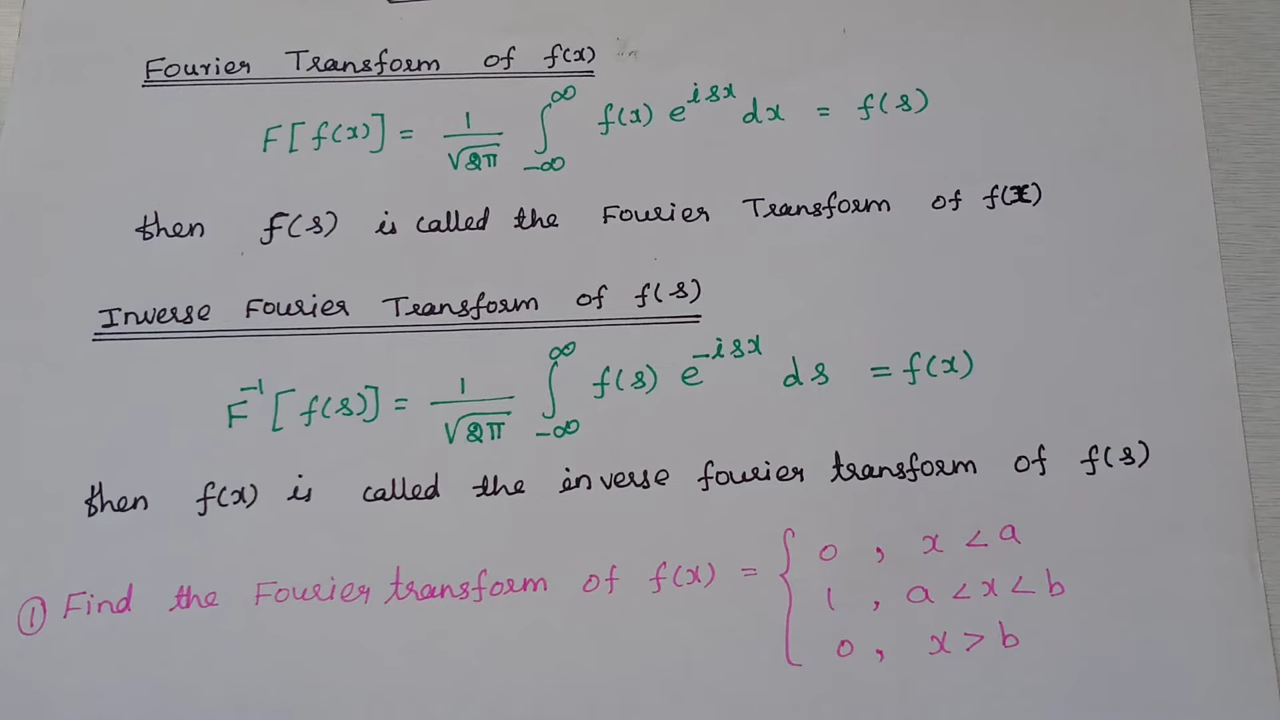 Fourier Transform of f(x)
F[f(x)] = 1/√2π ∫_{-∞}^{∞} f(x) e^{isx} dx = f(s)
then f(s) is called the Fourier Transform of f(x)
Inverse Fourier Transform of f(s)
F^{-1}[f(s)] = 1/√2π ∫_{-∞}^{∞} f(s) e^{-isx} ds = f(x)
then f(x) is called the inverse fourier transform of f(s)
① Find the Fourier transform of f(x) = { 0 , x < a
1 , a < x < b
0 , x > b